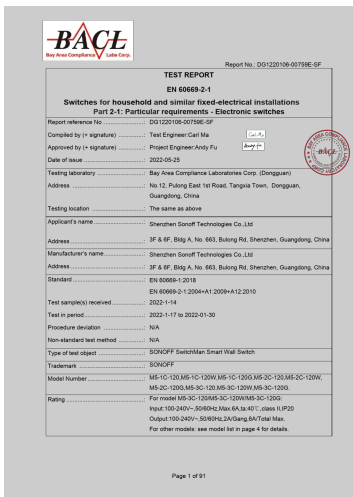 BACL
Bay Area Compliance Labs Corp.
Report No.: DG1220106-00759E-SF
TEST REPORT
EN 60669-2-1
Switches for household and similar fixed-electrical installations
Part 2-1: Particular requirements - Electronic switches
Report reference No ....................: DG1220106-00759E-SF
Compiled by (+ signature) ..............: Test Engineer:Carl Ma
Approved by (+ signature) .............: Project Engineer:Andy Fu
Date of issue ..............................: 2022-05-25
Testing laboratory ........................: Bay Area Compliance Laboratories Corp. (Dongguan)
Address ....................................: No.12, Pulong East 1st Road, Tangxia Town, Dongguan,
Guangdong, China
Testing location ..........................: The same as above
Applicant's name ........................: Shenzhen Sonoff Technologies Co.,Ltd
Address ....................................: 3F & 6F, Bldg A, No. 663, Bulong Rd, Shenzhen, Guangdong, China
Manufacturer's name ....................: Shenzhen Sonoff Technologies Co.,Ltd
Address ....................................: 3F & 6F, Bldg A, No. 663, Bulong Rd, Shenzhen, Guangdong, China
Standard ...................................: EN 60669-1:2018
EN 60669-2-1:2004+A1:2009+A12:2010
Test sample(s) received ................: 2022-1-14
Test in period .............................: 2022-1-17 to 2022-01-30
Procedure deviation .....................: N/A
Non-standard test method .............: N/A
Type of test object .......................: SONOFF SwitchMan Smart Wall Switch
Trademark .................................: SONOFF
Model Number ............................: M5-1C-120,M5-1C-120W,M5-1C-120G,M5-2C-120,M5-2C-120W,
M5-2C-120G,M5-3C-120,M5-3C-120W,M5-3C-120G.
Rating .......................................: For model M5-3C-120/M5-3C-120W/M5-3C-120G:
Input:100-240V~,50/60Hz,Max.6A,ta:40℃,class II,IP20
Output:100-240V~,50/60Hz,2A/Gang,6A/Total Max.
For other models: see model list in page 4 for details.
Page 1 of 91